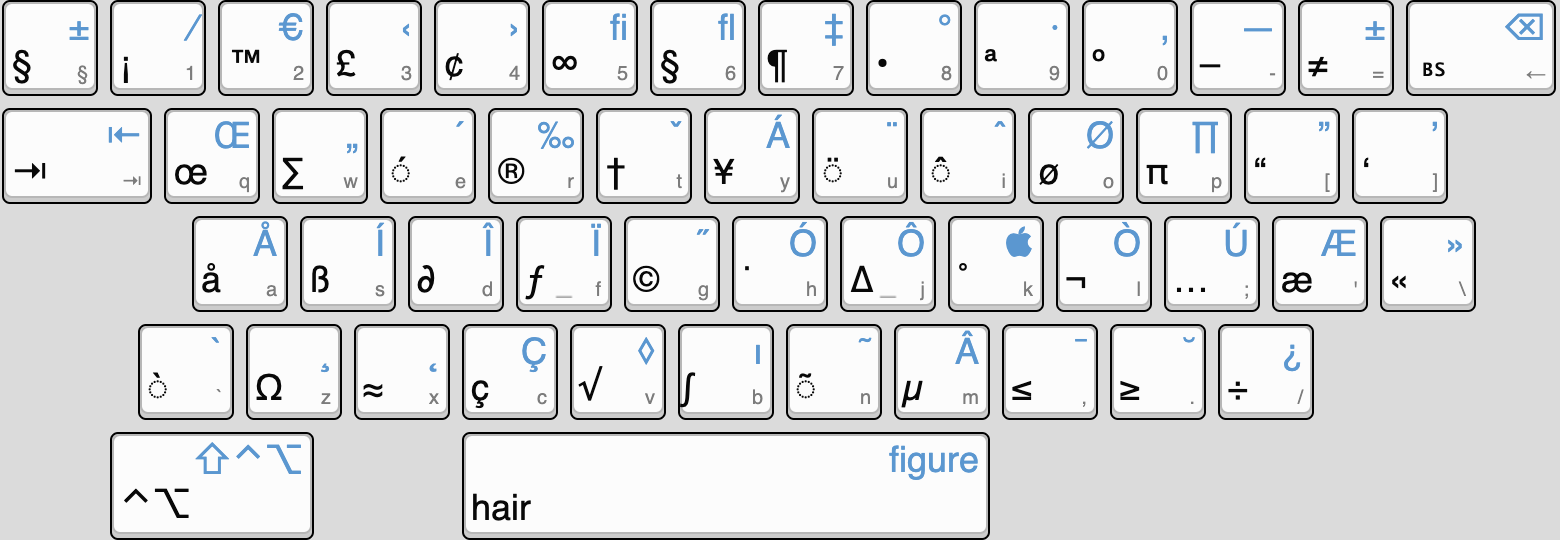 ± / € ‹ › fi fl ‡ ° · ‚ — ± ⌫
§ § ¡ 1 ™ 2 £ 3 ¢ 4 ∞ 5 § 6 ¶ 7 • 8 ª 9 º 0 – - ≠ = BS ←
⇤ Œ „ ´ ‰ ˇ Á ¨ ˆ Ø ∏ ” ’
⇥ ⇥ œ q ∑ w ◌́ e ® r † t ¥ y ◌̈ u ◌̂ i ø o π p “ [ ‘ ]
Å Í Î Ï ˝ Ó Ô  Ò Ú Æ »
å a ß s ∂ d ƒ _ f © g ˙ h ∆ _ j ˚ k ¬ l … ; æ ' « \
` ¸ ˛ Ç ◊ ı ˜ Â ¯ ˘ ¿
◌̀ ` Ω z ≈ x ç c √ v ∫ b ◌̃ n µ m ≤ , ≥ . ÷ /
⇧⌃⌥ figure
⌃⌥ hair